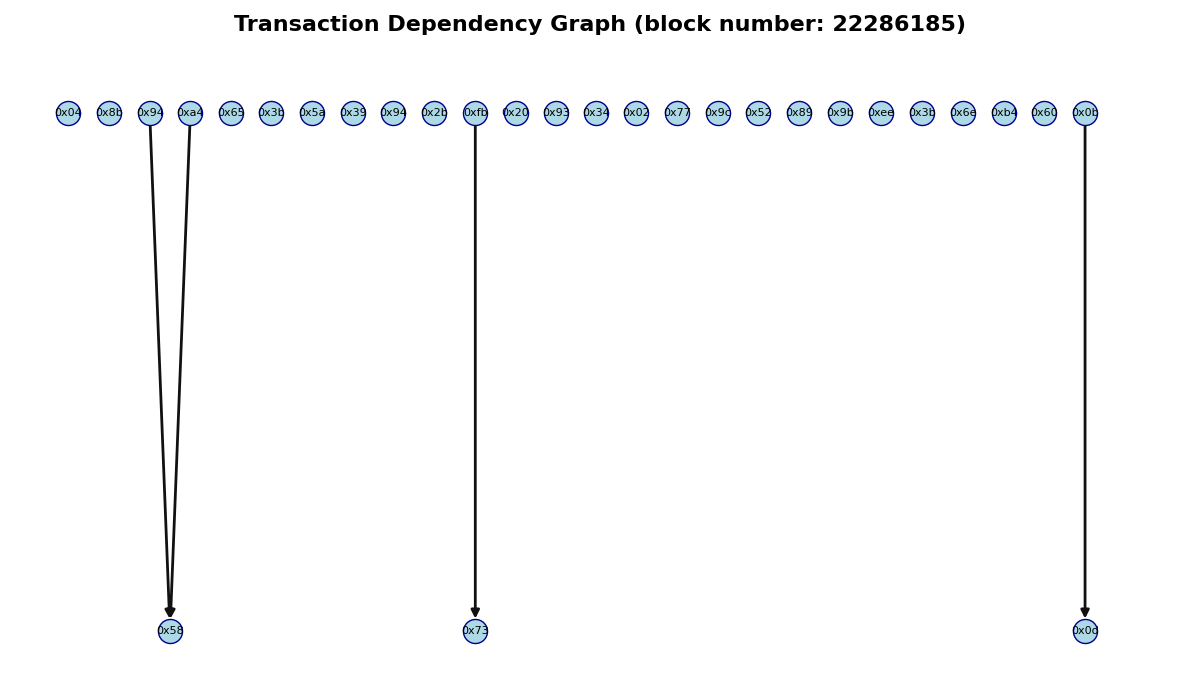 Transaction Dependency Graph (block number: 22286185)
0x04 0x8b 0x94 0xa4 0x65 0x3b 0x5a 0x39 0x94 0x2b 0xfb 0x20 0x93 0x34 0x02 0x77 0x9c 0x52 0x89 0x9b 0xee 0x3b 0x6e 0xb4 0x60 0x0b
0x58 0x73